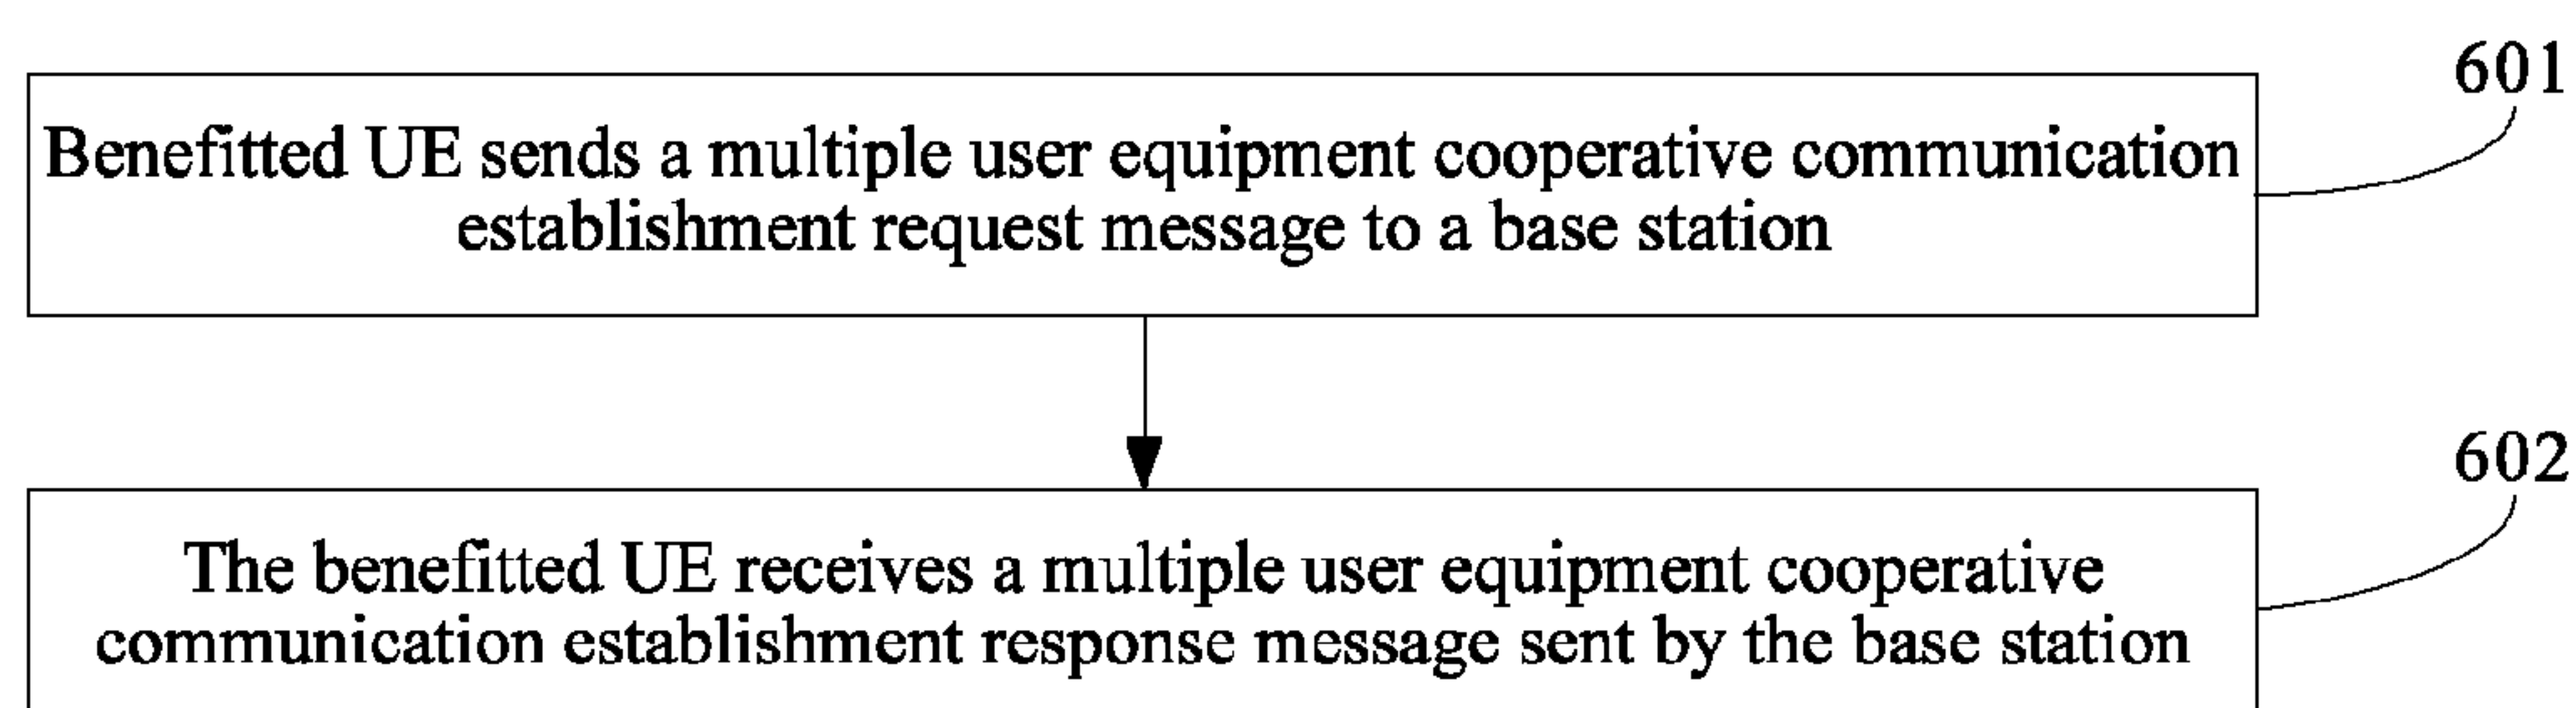 601
Benefitted UE sends a multiple user equipment cooperative communication
establishment request message to a base station
602
The benefitted UE receives a multiple user equipment cooperative
communication establishment response message sent by the base station